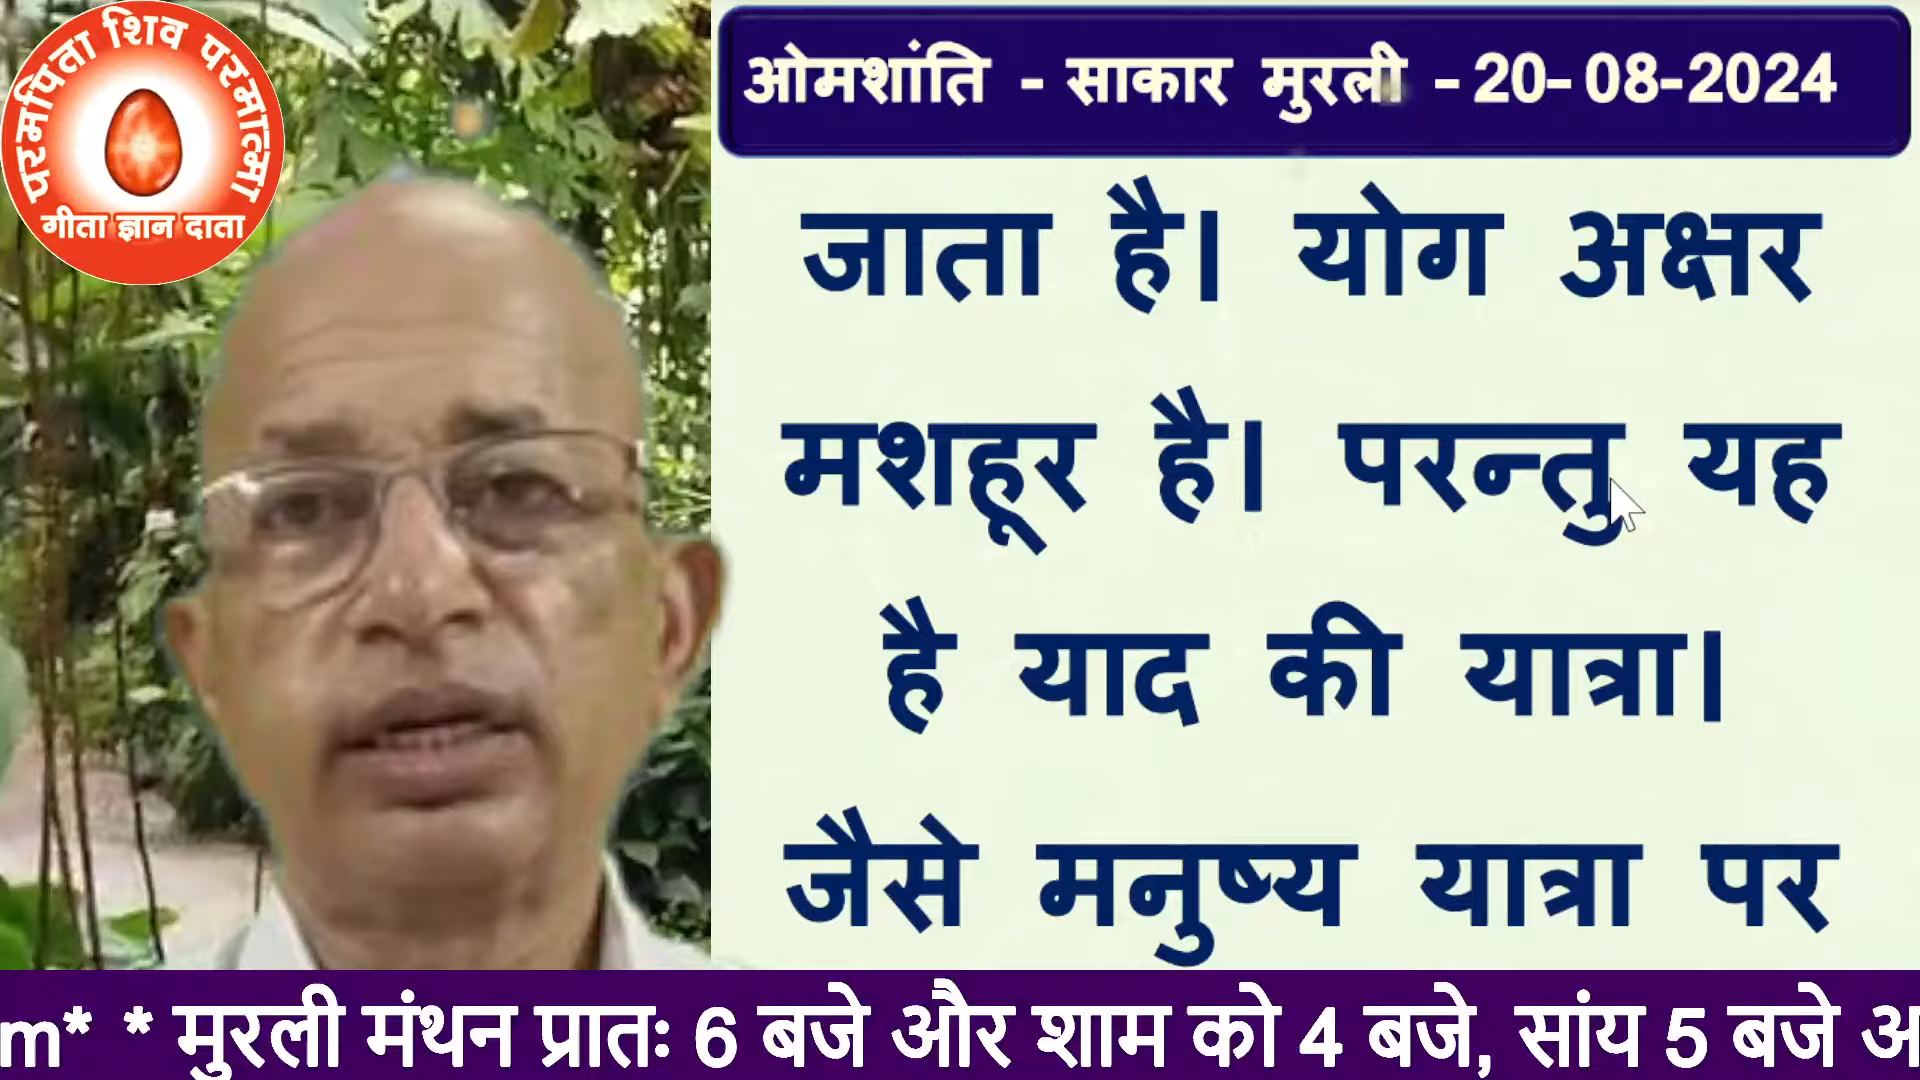 परमपिता शिव परमात्मा
गीता ज्ञान दाता
ओमशांति - साकार मुरली - 20-08-2024
जाता है। योग अक्षर
मशहूर है। परन्तु यह
है याद की यात्रा।
जैसे मनुष्य यात्रा पर
m* * मुरली मंथन प्रातः 6 बजे और शाम को 4 बजे, सांय 5 बजे अ